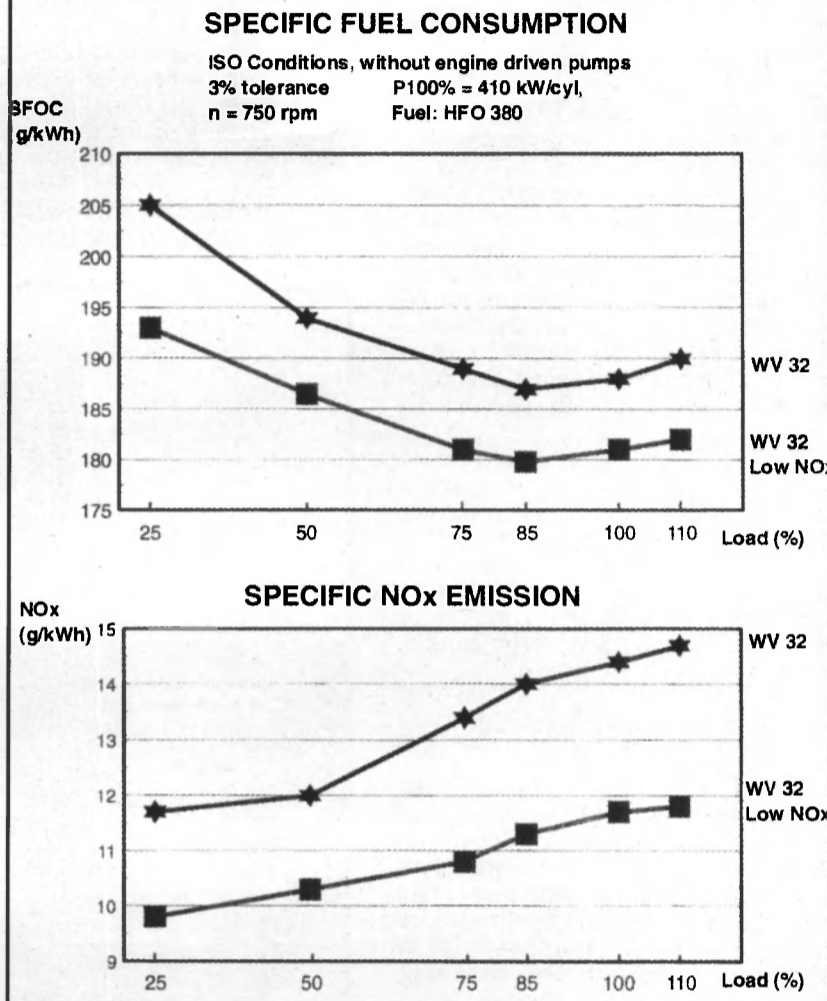 SPECIFIC FUEL CONSUMPTION
ISO Conditions, without engine driven pumps
3% tolerance P100% = 410 kW/cyl,
n = 750 rpm Fuel: HFO 380
SFOC
(g/kWh)
210
205
200
195
190
185
180
175
WV 32
WV 32
Low NOx
25 50 75 85 100 110 Load (%)
SPECIFIC NOx EMISSION
NOx
(g/kWh)
15
14
13
12
11
10
9
WV 32
WV 32
Low NOx
25 50 75 85 100 110 Load (%)